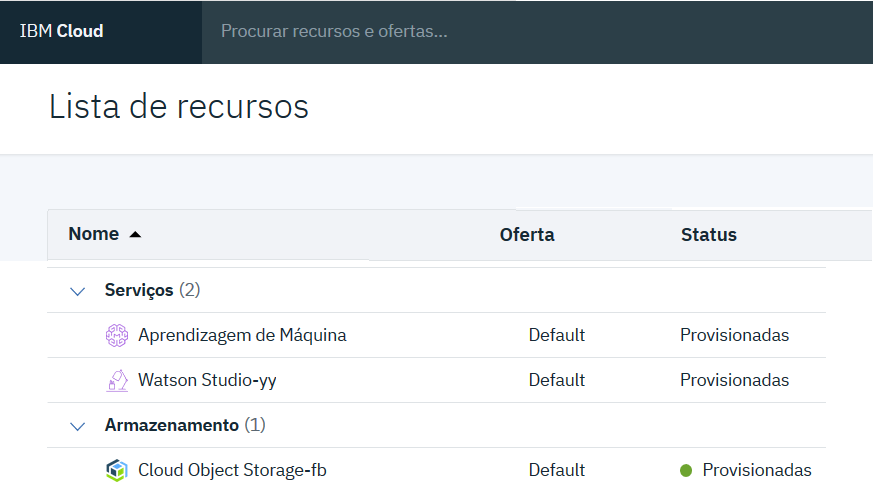 IBM Cloud Procurar recursos e ofertas...
Lista de recursos
Nome Oferta Status
Serviços (2)
Aprendizagem de Máquina Default Provisionadas
Watson Studio-yy Default Provisionadas
Armazenamento (1)
Cloud Object Storage-fb Default Provisionadas